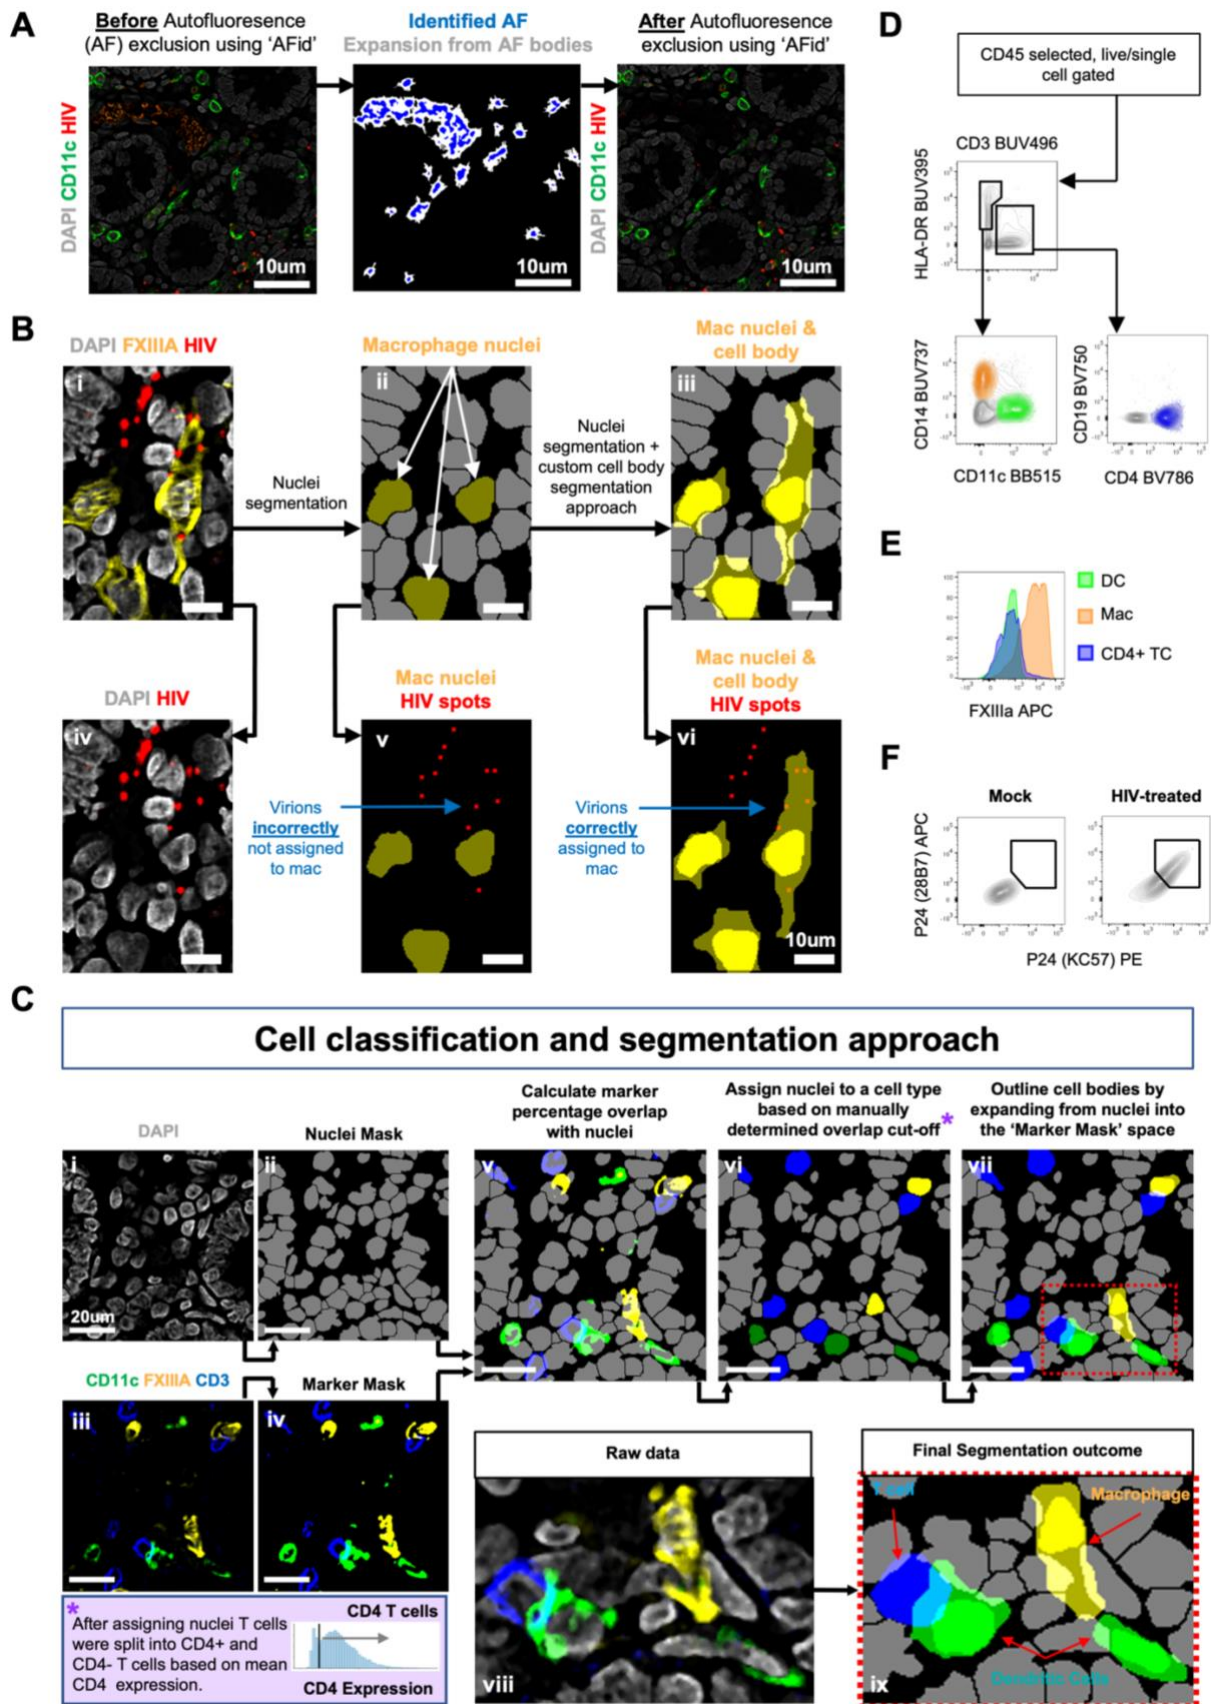 A
Before Autofluoresence
(AF) exclusion using 'AFid'
Identified AF
Expansion from AF bodies
After Autofluoresence
exclusion using 'AFid'
DAPI CD11c HIV
10um
10um
DAPI CD11c HIV
10um
B
DAPI FXIIIA HIV
i
Nuclei
segmentation
Macrophage nuclei
ii
Nuclei
segmentation +
custom cell body
segmentation
approach
Mac nuclei &
cell body
iii
DAPI HIV
iv
Mac nuclei
HIV spots
v
Virions
incorrectly
not assigned
to mac
Mac nuclei &
cell body
HIV spots
vi
Virions
correctly
assigned to
mac
10um
C
Cell classification and segmentation approach
DAPI
i
20um
Nuclei Mask
ii
CD11c FXIIIA CD3
iii
Marker Mask
iv
Calculate marker
percentage overlap
with nuclei
v
Assign nuclei to a cell type
based on manually
determined overlap cut-off*
vi
Outline cell bodies by
expanding from nuclei into
the 'Marker Mask' space
vii
*
After assigning nuclei T cells
were split into CD4+ and
CD4- T cells based on mean
CD4 expression.
CD4 T cells
CD4 Expression
Raw data
viii
Final Segmentation outcome
T cell
Macrophage
Dendritic Cells
ix
D
CD45 selected, live/single
cell gated
CD3 BUV496
HLA-DR BUV395
CD14 BUV737
CD11c BB515
CD19 BV750
CD4 BV786
E
DC
Mac
CD4+ TC
FXIIIa APC
F
Mock
HIV-treated
P24 (28B7) APC
P24 (KC57) PE